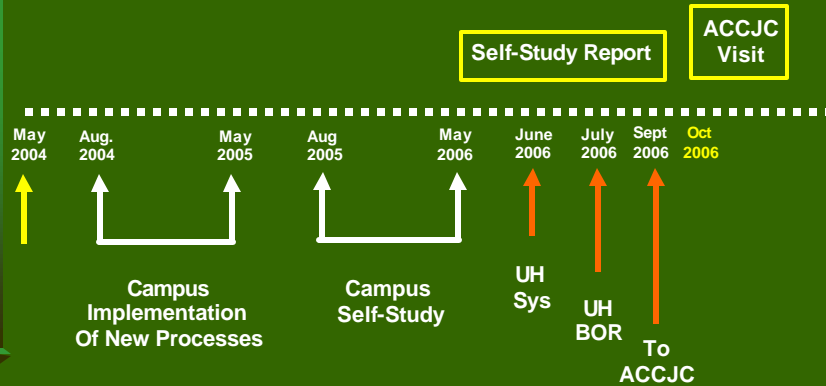 Self-Study Report
ACCJC
Visit
May
2004
Aug.
2004
May
2005
Aug
2005
May
2006
June
2006
July
2006
Sept
2006
Oct
2006
Campus
Implementation
Of New Processes
Campus
Self-Study
UH
Sys
UH
BOR
To
ACCJC